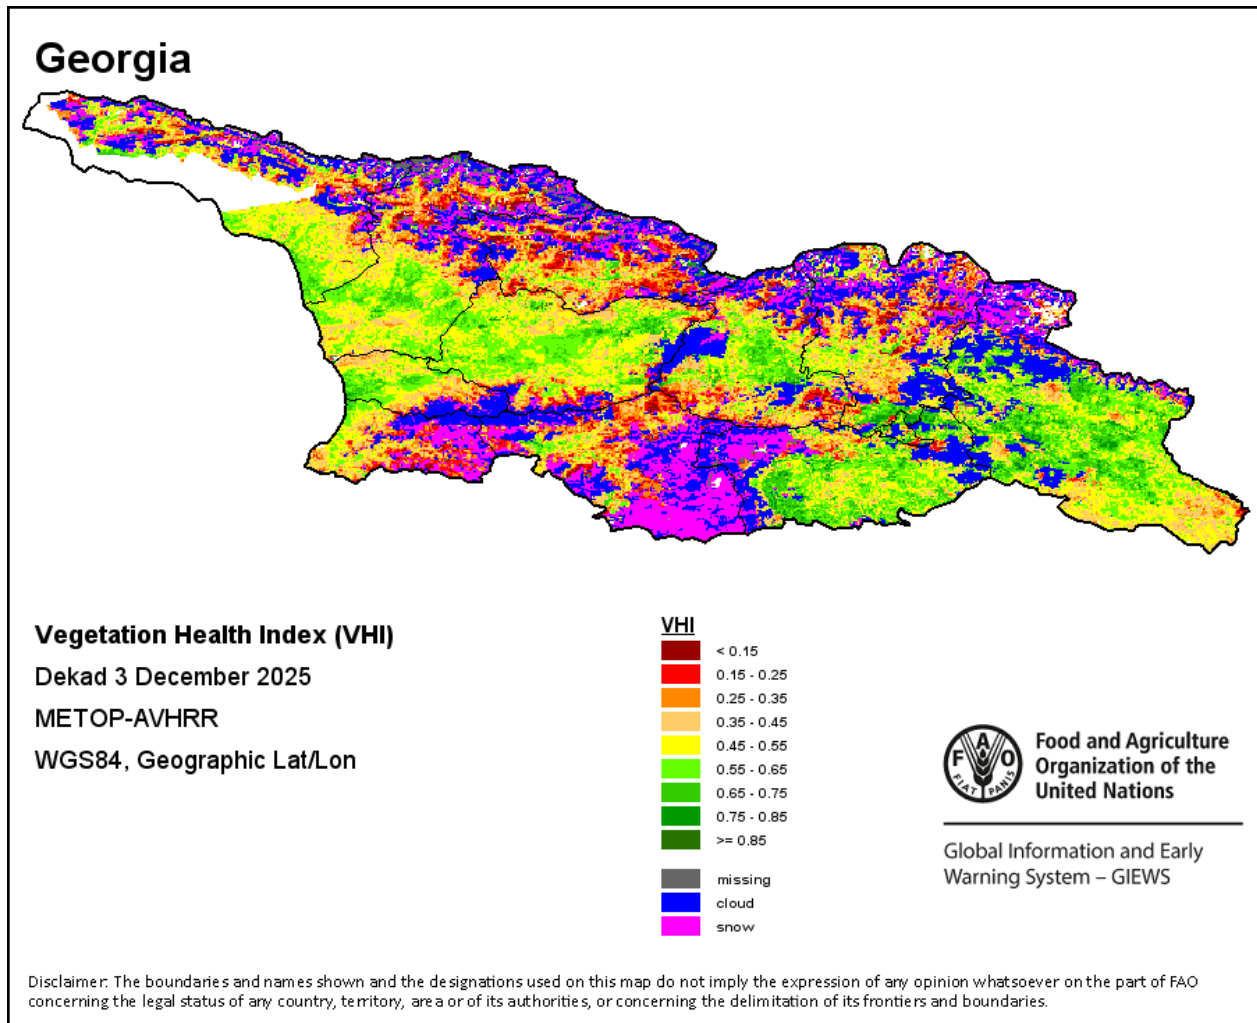 Georgia
Vegetation Health Index (VHI)
Dekad 3 December 2025
METOP-AVHRR
WGS84, Geographic Lat/Lon
VHI
< 0.15
0.15 - 0.25
0.25 - 0.35
0.35 - 0.45
0.45 - 0.55
0.55 - 0.65
0.65 - 0.75
0.75 - 0.85
>= 0.85
missing
cloud
snow
F A O
FIAT PANIS
Food and Agriculture
Organization of the
United Nations
Global Information and Early
Warning System – GIEWS
Disclaimer: The boundaries and names shown and the designations used on this map do not imply the expression of any opinion whatsoever on the part of FAO
concerning the legal status of any country, territory, area or of its authorities, or concerning the delimitation of its frontiers and boundaries.